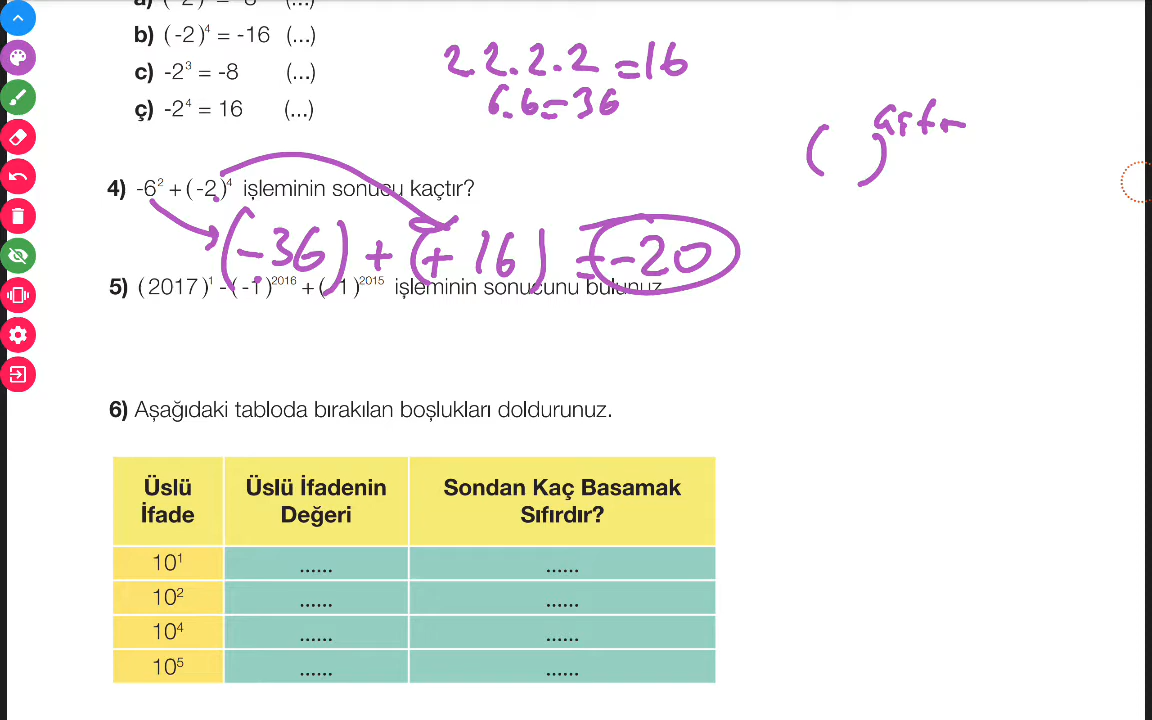 b) (-2)⁴ = -16 (...)
c) -2³ = -8 (...)
ç) -2⁴ = 16 (...)
2.2.2.2 = 16
6.6=36
( )
4) -6² + (-2)⁴ işleminin sonucu kaçtır?
(-36) + (+16) = -20
5) (2017)¹ - (-1)²⁰¹⁶ + (-1)²⁰¹⁵ işleminin sonucunu bulunuz.
6) Aşağıdaki tabloda bırakılan boşlukları doldurunuz.
Üslü İfade
Üslü İfadenin Değeri
Sondan Kaç Basamak Sıfırdır?
10¹ ...... ......
10² ...... ......
10⁴ ...... ......
10⁵ ...... ......